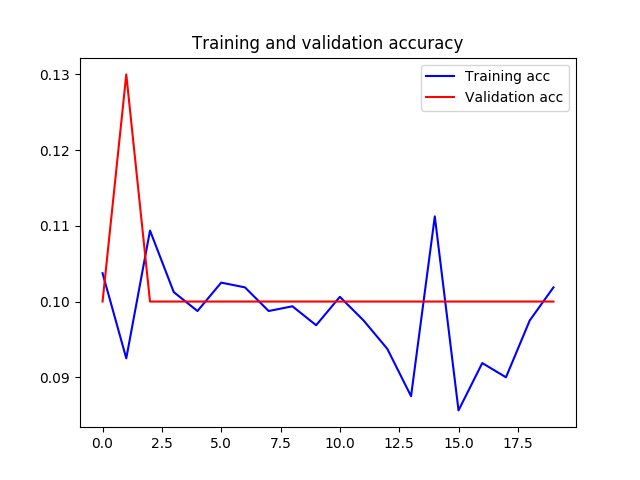 Training and validation accuracy
Training acc
Validation acc
0.13
0.12
0.11
0.10
0.09
0.0 2.5 5.0 7.5 10.0 12.5 15.0 17.5